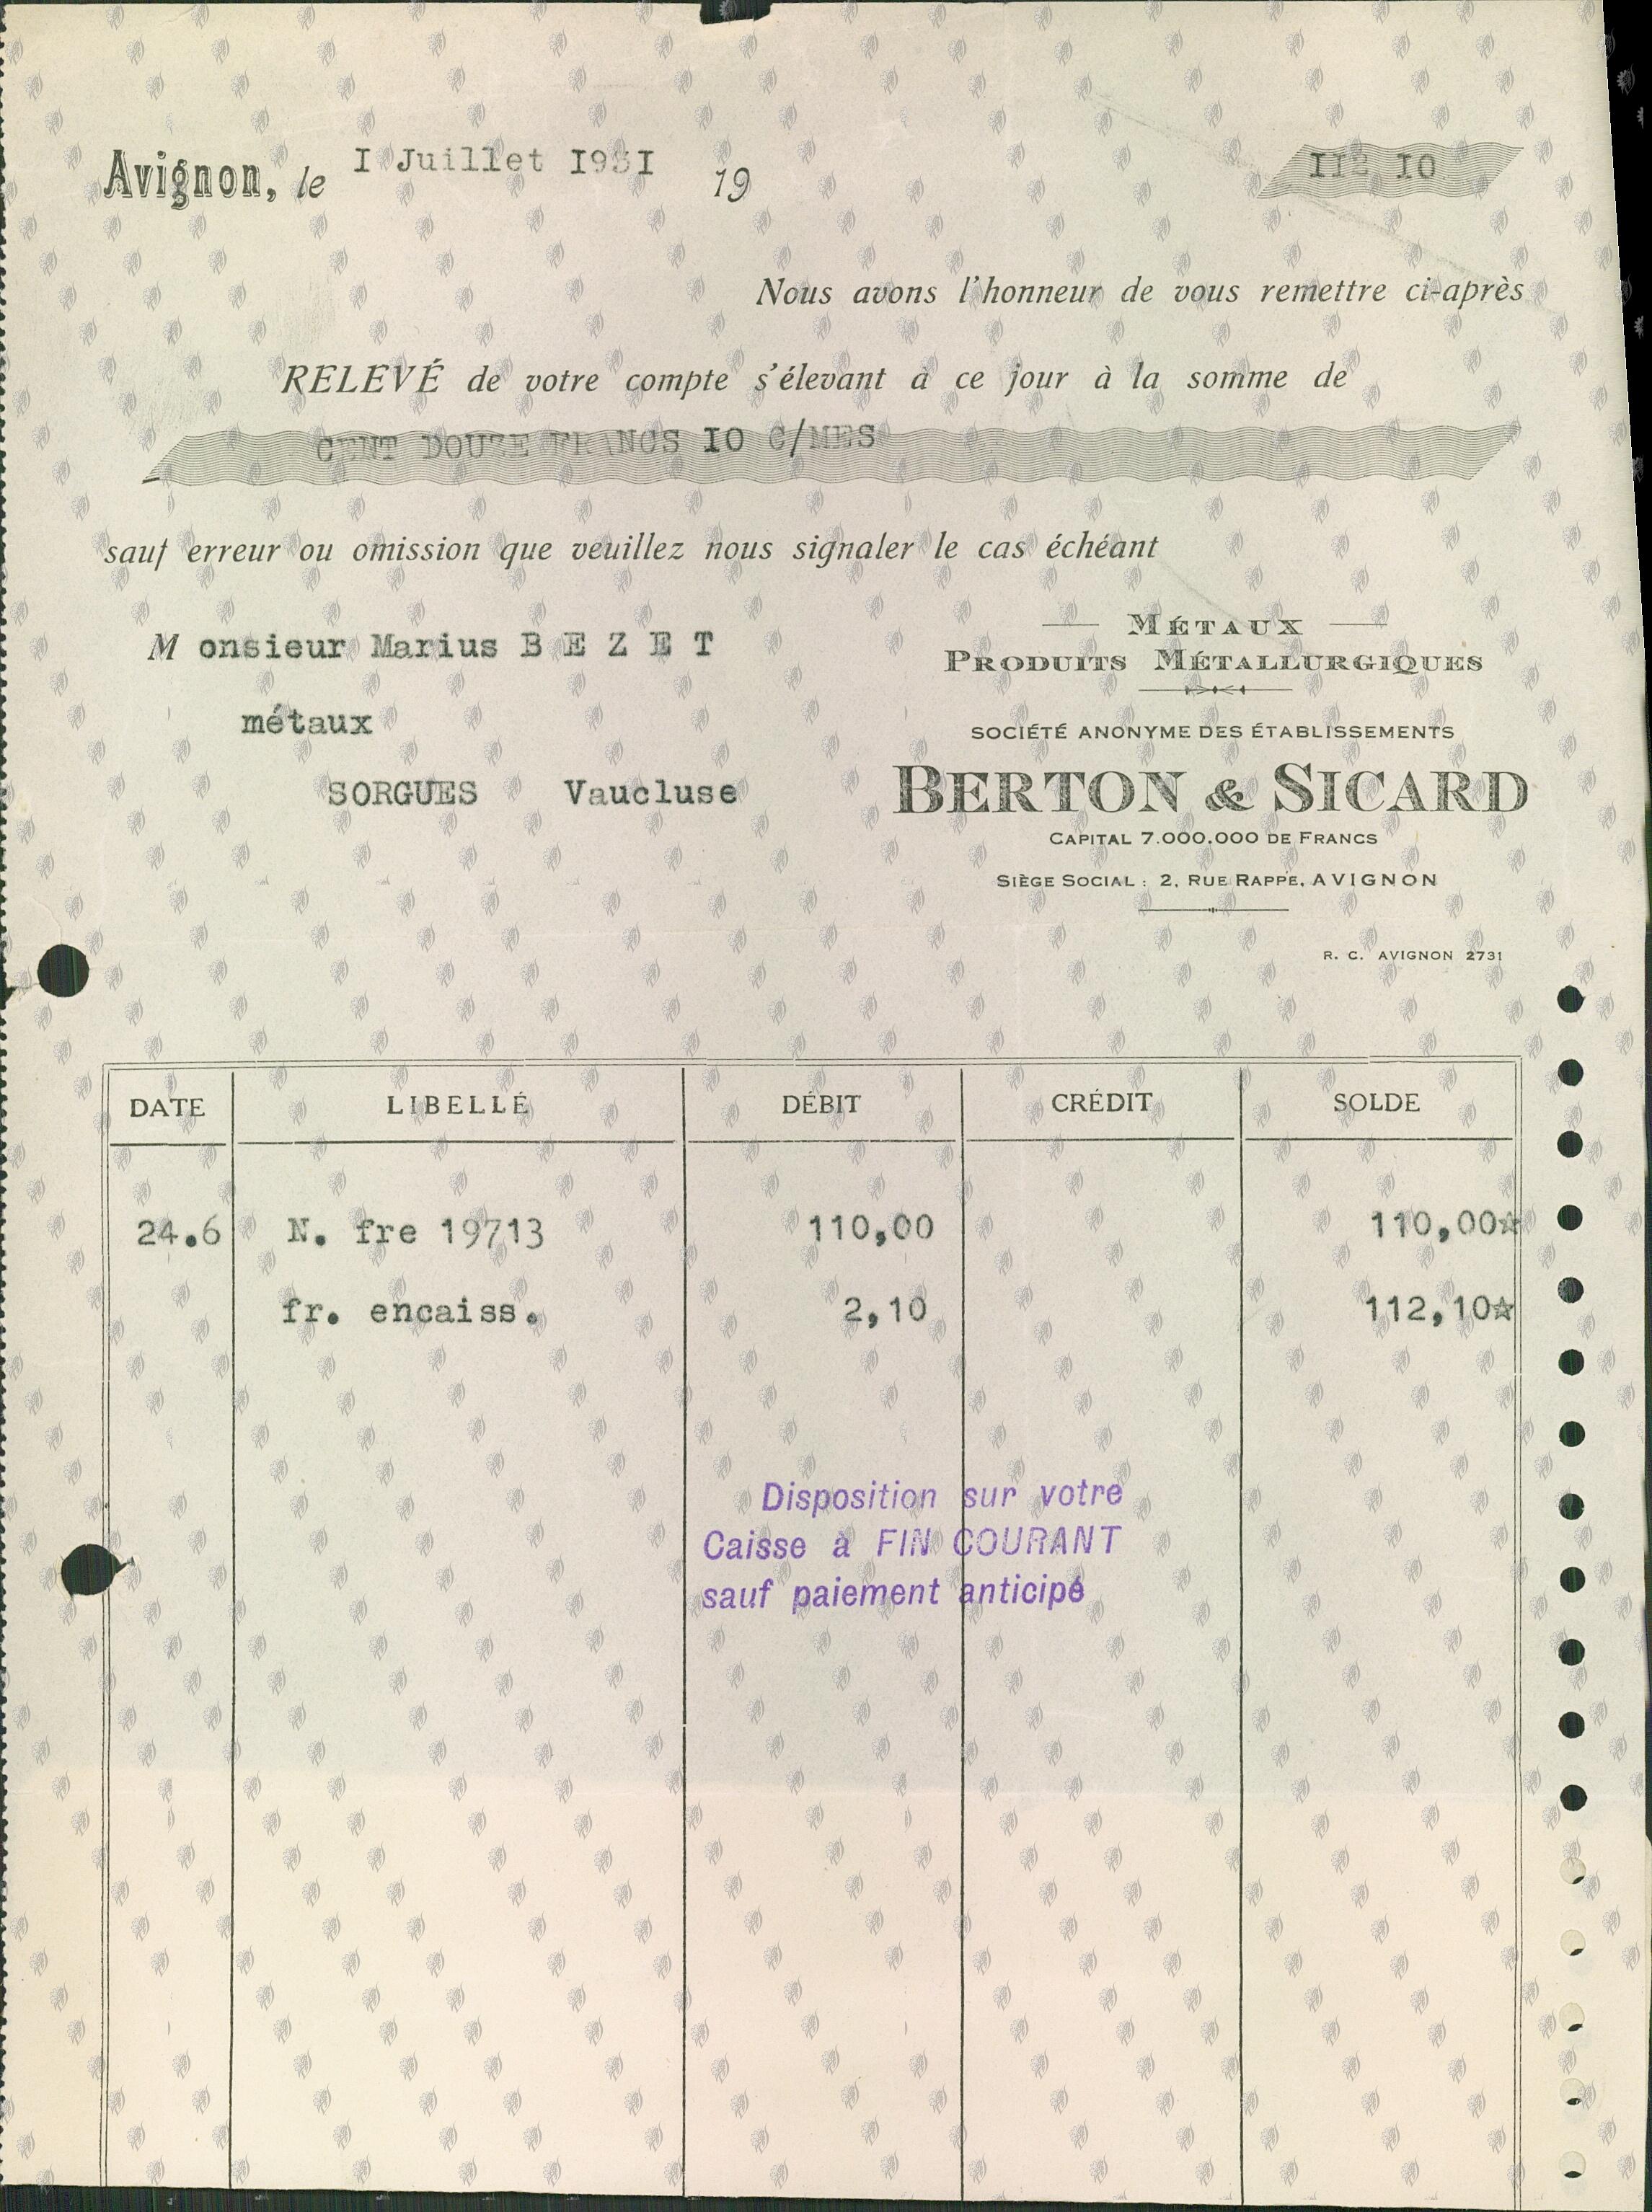 Avignon, le I Juillet 1931 19
112 10
Nous avons l'honneur de vous remettre ci-après
RELEVÉ de votre compte s'élevant à ce jour à la somme de
CENT DOUZE FRANCS IO C/MES
sauf erreur ou omission que veuillez nous signaler le cas échéant
M onsieur Marius B E Z E T
métaux
SORGUES Vaucluse
MÉTAUX
PRODUITS MÉTALLURGIQUES
SOCIÉTÉ ANONYME DES ÉTABLISSEMENTS
BERTON & SICARD
CAPITAL 7.000.000 DE FRANCS
SIÈGE SOCIAL : 2, RUE RAPPE, AVIGNON
R. C. AVIGNON 2731
DATE LIBELLÉ DÉBIT CRÉDIT SOLDE
24.6 N. fre 19713 110,00 110,00☆
fr. encaiss. 2,10 112,10☆
Disposition sur votre
Caisse à FIN COURANT
sauf paiement anticipé